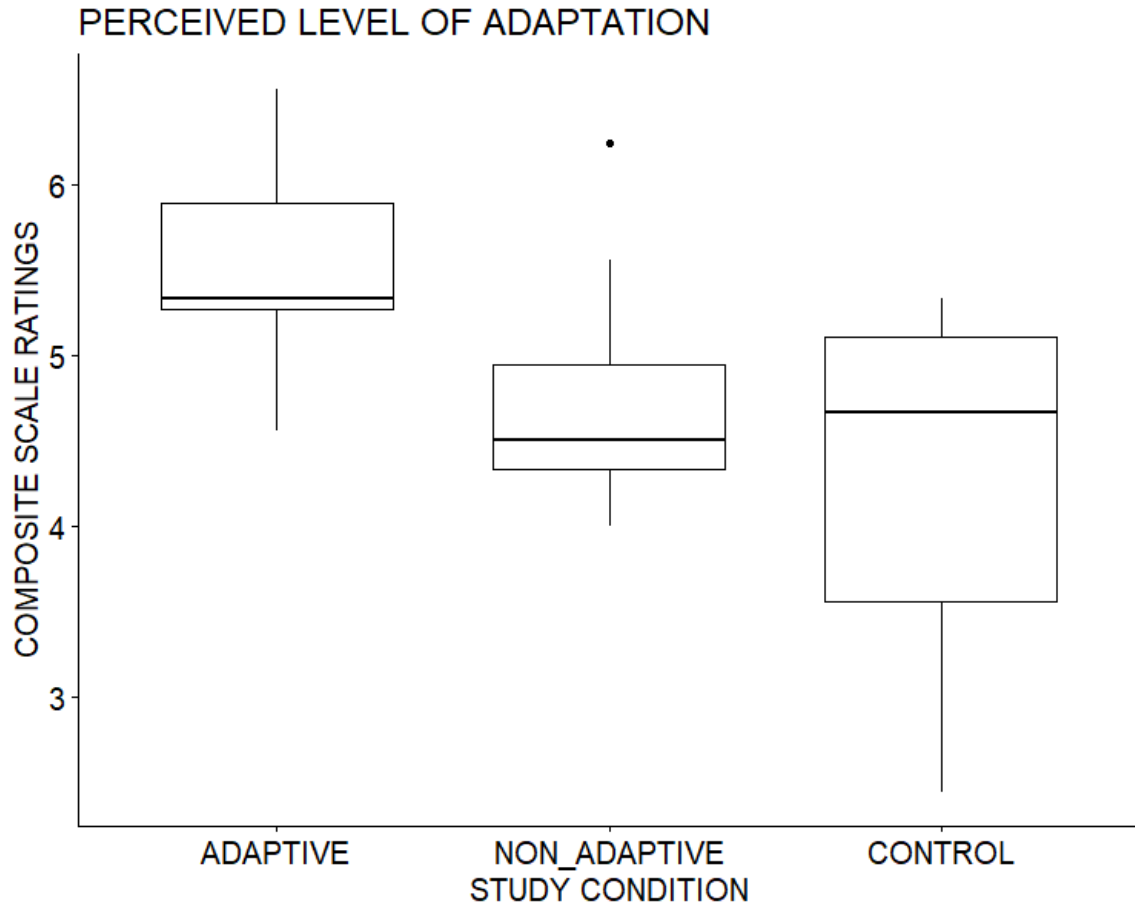 PERCEIVED LEVEL OF ADAPTATION
COMPOSITE SCALE RATINGS
6
5
4
3
ADAPTIVE
NON_ADAPTIVE
CONTROL
STUDY CONDITION